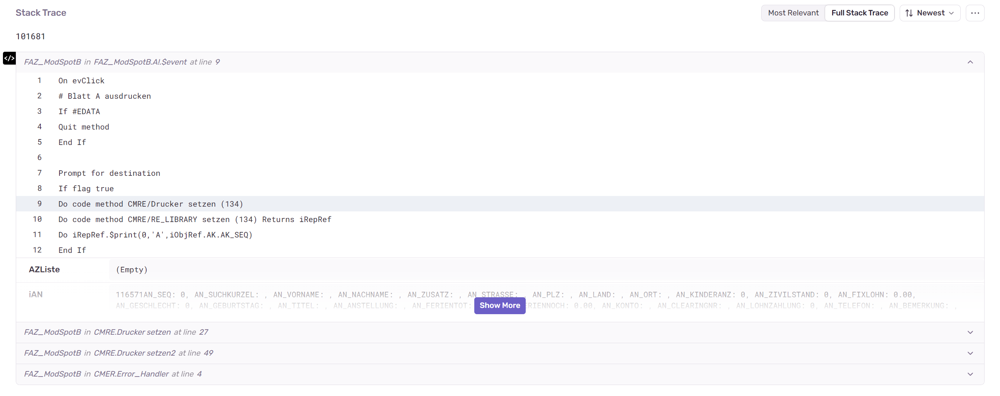 Stack Trace
Most Relevant Full Stack Trace Newest ...
101681
</>
FAZ_ModSpotB in FAZ_ModSpotB.A!.$event at line 9
1 On evClick
2 # Blatt A ausdrucken
3 If #EDATA
4 Quit method
5 End If
6
7 Prompt for destination
8 If flag true
9 Do code method CMRE/Drucker setzen (134)
10 Do code method CMRE/RE_LIBRARY setzen (134) Returns iRepRef
11 Do iRepRef.$print(0,'A',iObjRef.AK.AK_SEQ)
12 End If
AZListe (Empty)
iAN 116571AN_SEQ: 0, AN_SUCHKURZEL: , AN_VORNAME: , AN_NACHNAME: , AN_ZUSATZ: , AN_STRASSE: , AN_PLZ: , AN_LAND: , AN_ORT: , AN_KINDERANZ: 0, AN_ZIVILSTAND: 0, AN_FIXLOHN: 0.00,
AN_GESCHLECHT: 0, AN_GEBURTSTAG: , AN_TITEL: , AN_ANSTELLUNG: , AN_FERIENTOT: ERIENNOCH: 0.00, AN_KONTO: , AN_CLEARINGNR: , AN_LOHNZAHLUNG: 0, AN_TELEFON: , AN_BEMERKUNG: ,
Show More
FAZ_ModSpotB in CMRE.Drucker setzen at line 27
FAZ_ModSpotB in CMRE.Drucker setzen2 at line 49
FAZ_ModSpotB in CMER.Error_Handler at line 4